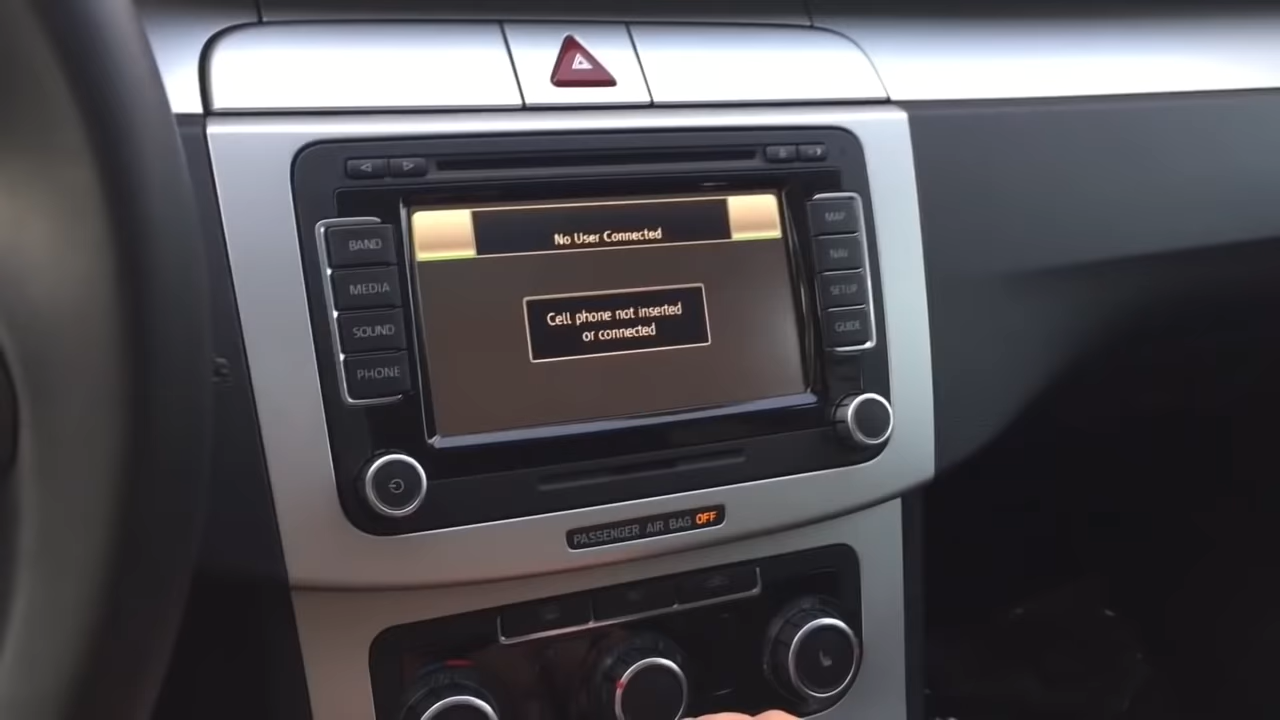 No User Connected
Cell phone not inserted
or connected
BAND
MEDIA
SOUND
PHONE
MAP
NAV
SETUP
GUIDE
PASSENGER AIR BAG OFF